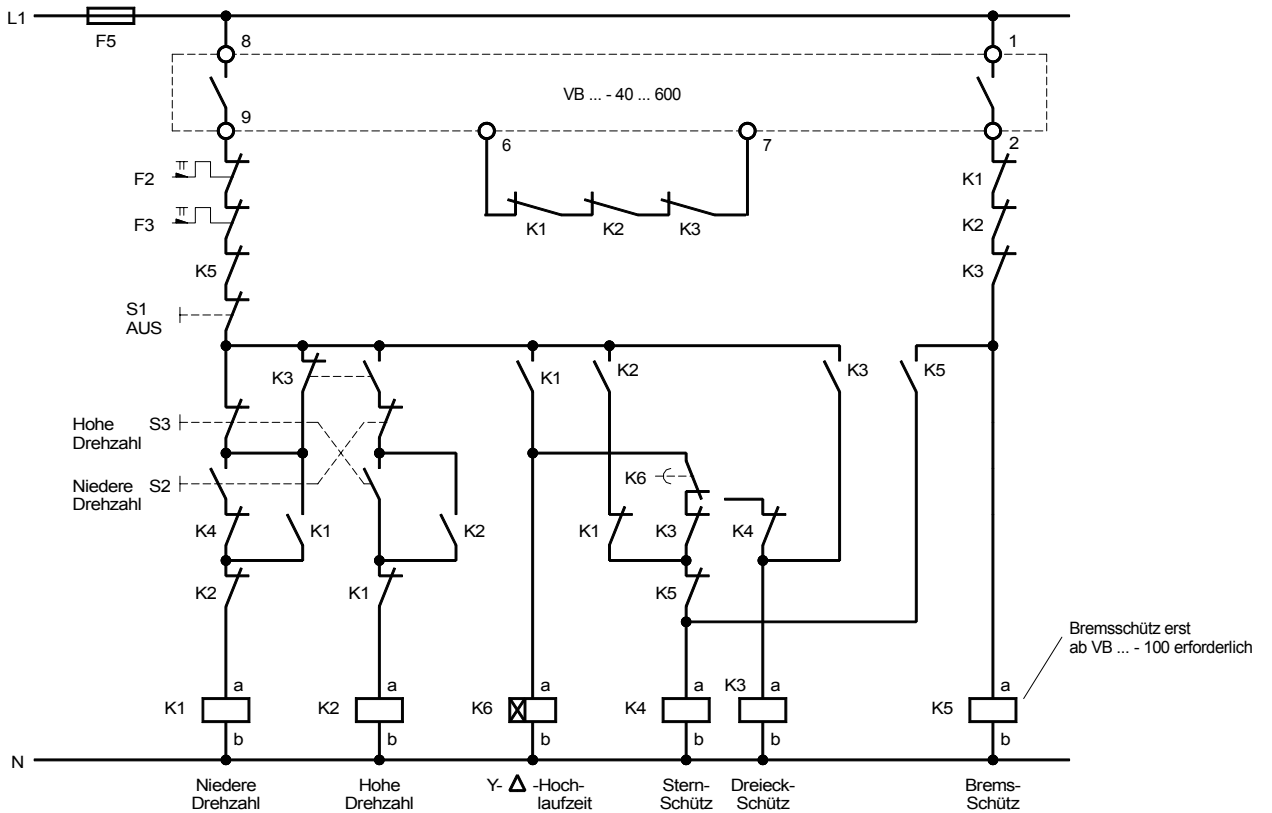 L1
F5
8
1
VB ... - 40 ... 600
9
6
7
2
F2
K1
F3
K1
K2
K3
K2
K5
K3
S1
AUS
K3
K1
K2
K3
K5
Hohe
Drehzahl
S3
K6
Niedere
Drehzahl
S2
K4
K1
K2
K1
K3
K4
K2
K1
K5
Bremsschütz erst
ab VB ... - 100 erforderlich
a
a
a
a
K3
a
a
K1
K2
K6
K4
K5
b
b
b
b
b
b
N
Niedere
Drehzahl
Hohe
Drehzahl
Y- Δ -Hoch-
laufzeit
Stern-
Schütz
Dreieck-
Schütz
Brems-
Schütz